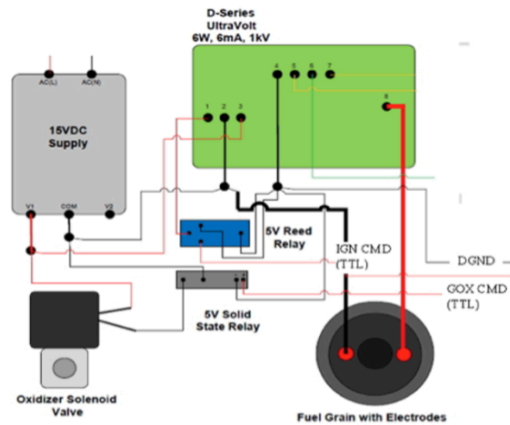 D-Series
UltraVolt
6W, 6mA, 1kV
AC(L)
AC(N)
15VDC
Supply
V1
COM
V2
1
2
3
4
5
6
7
8
5V Reed
Relay
IGN CMD
(TTL)
DGND
GOX CMD
(TTL)
5V Solid
State Relay
Oxidizer Solenoid
Valve
Fuel Grain with Electrodes